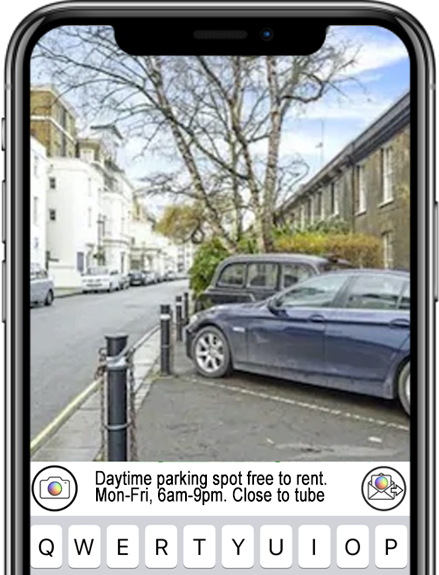 Daytime parking spot free to rent.
Mon-Fri, 6am-9pm. Close to tube
Q W E R T Y U I O P